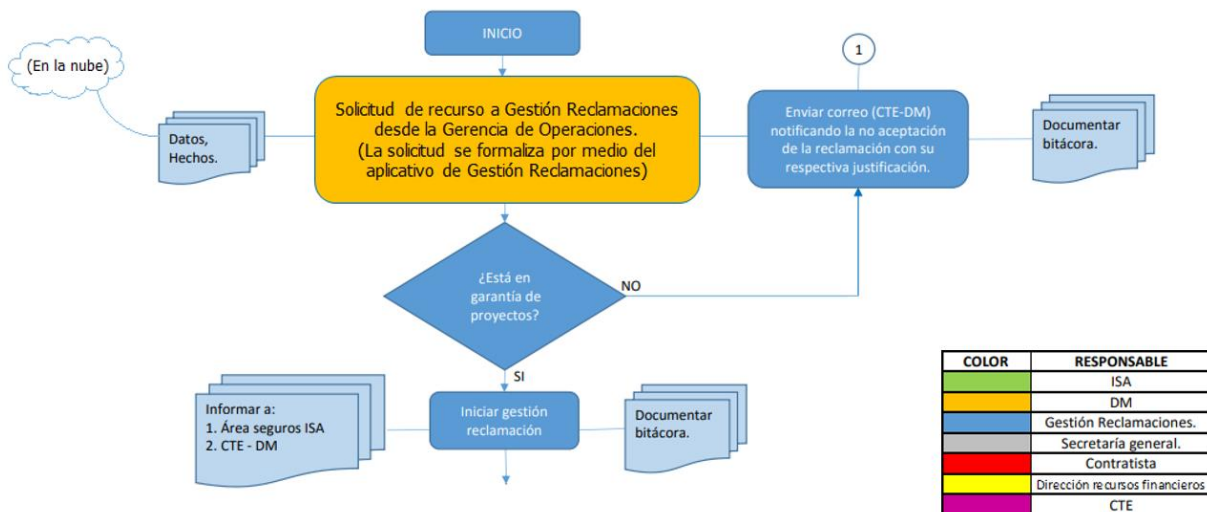 INICIO
1
(En la nube)
Datos,
Hechos.
Solicitud de recurso a Gestión Reclamaciones
desde la Gerencia de Operaciones.
(La solicitud se formaliza por medio del
aplicativo de Gestión Reclamaciones)
Enviar correo (CTE-DM)
notificando la no aceptación
de la reclamación con su
respectiva justificación.
Documentar
bitácora.
¿Está en
garantía de
proyectos?
NO
SI
Informar a:
1. Área seguros ISA
2. CTE - DM
Iniciar gestión
reclamación
Documentar
bitácora.
COLOR RESPONSABLE
ISA
DM
Gestión Reclamaciones.
Secretaría general.
Contratista
Dirección recursos financieros
CTE